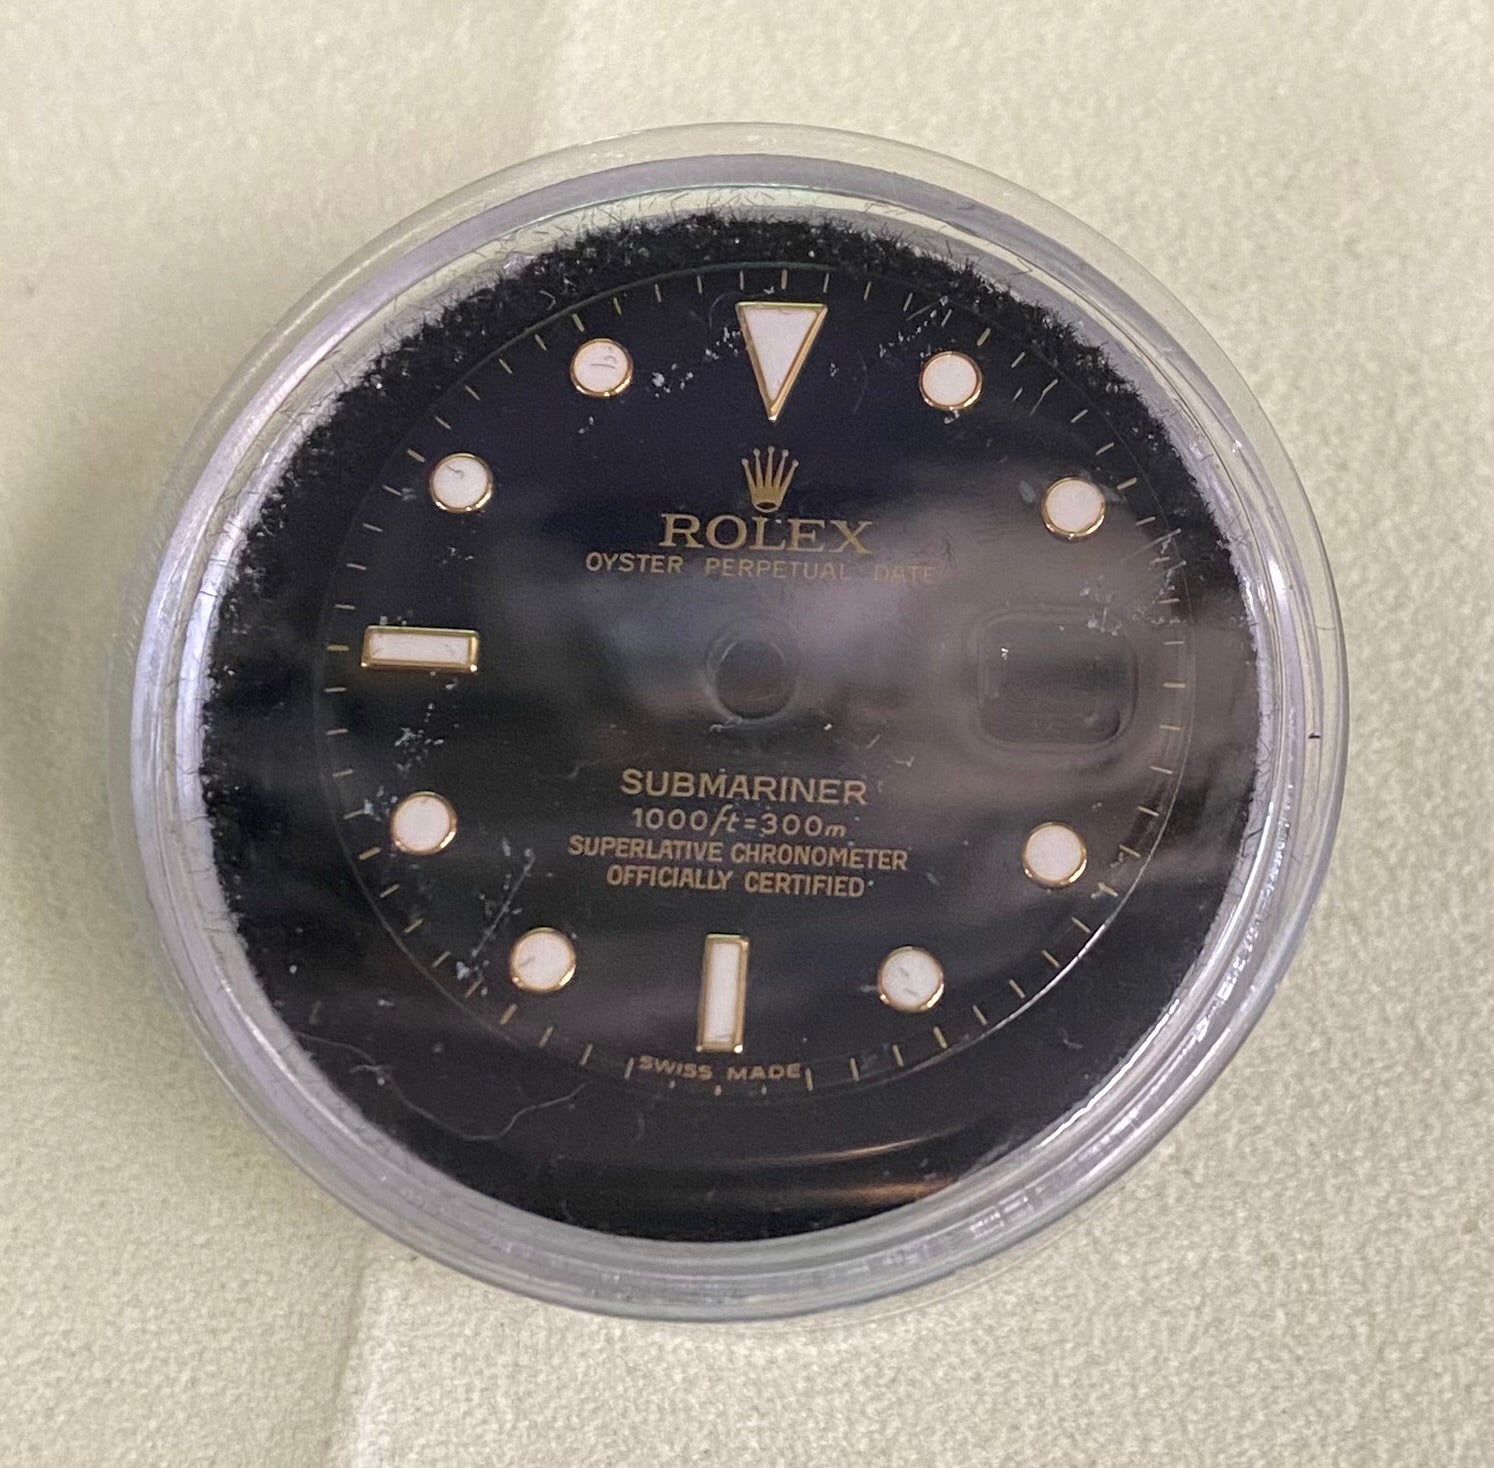 ROLEX
OYSTER PERPETUAL DATE
SUBMARINER
1000ft=300m
SUPERLATIVE CHRONOMETER
OFFICIALLY CERTIFIED
SWISS MADE